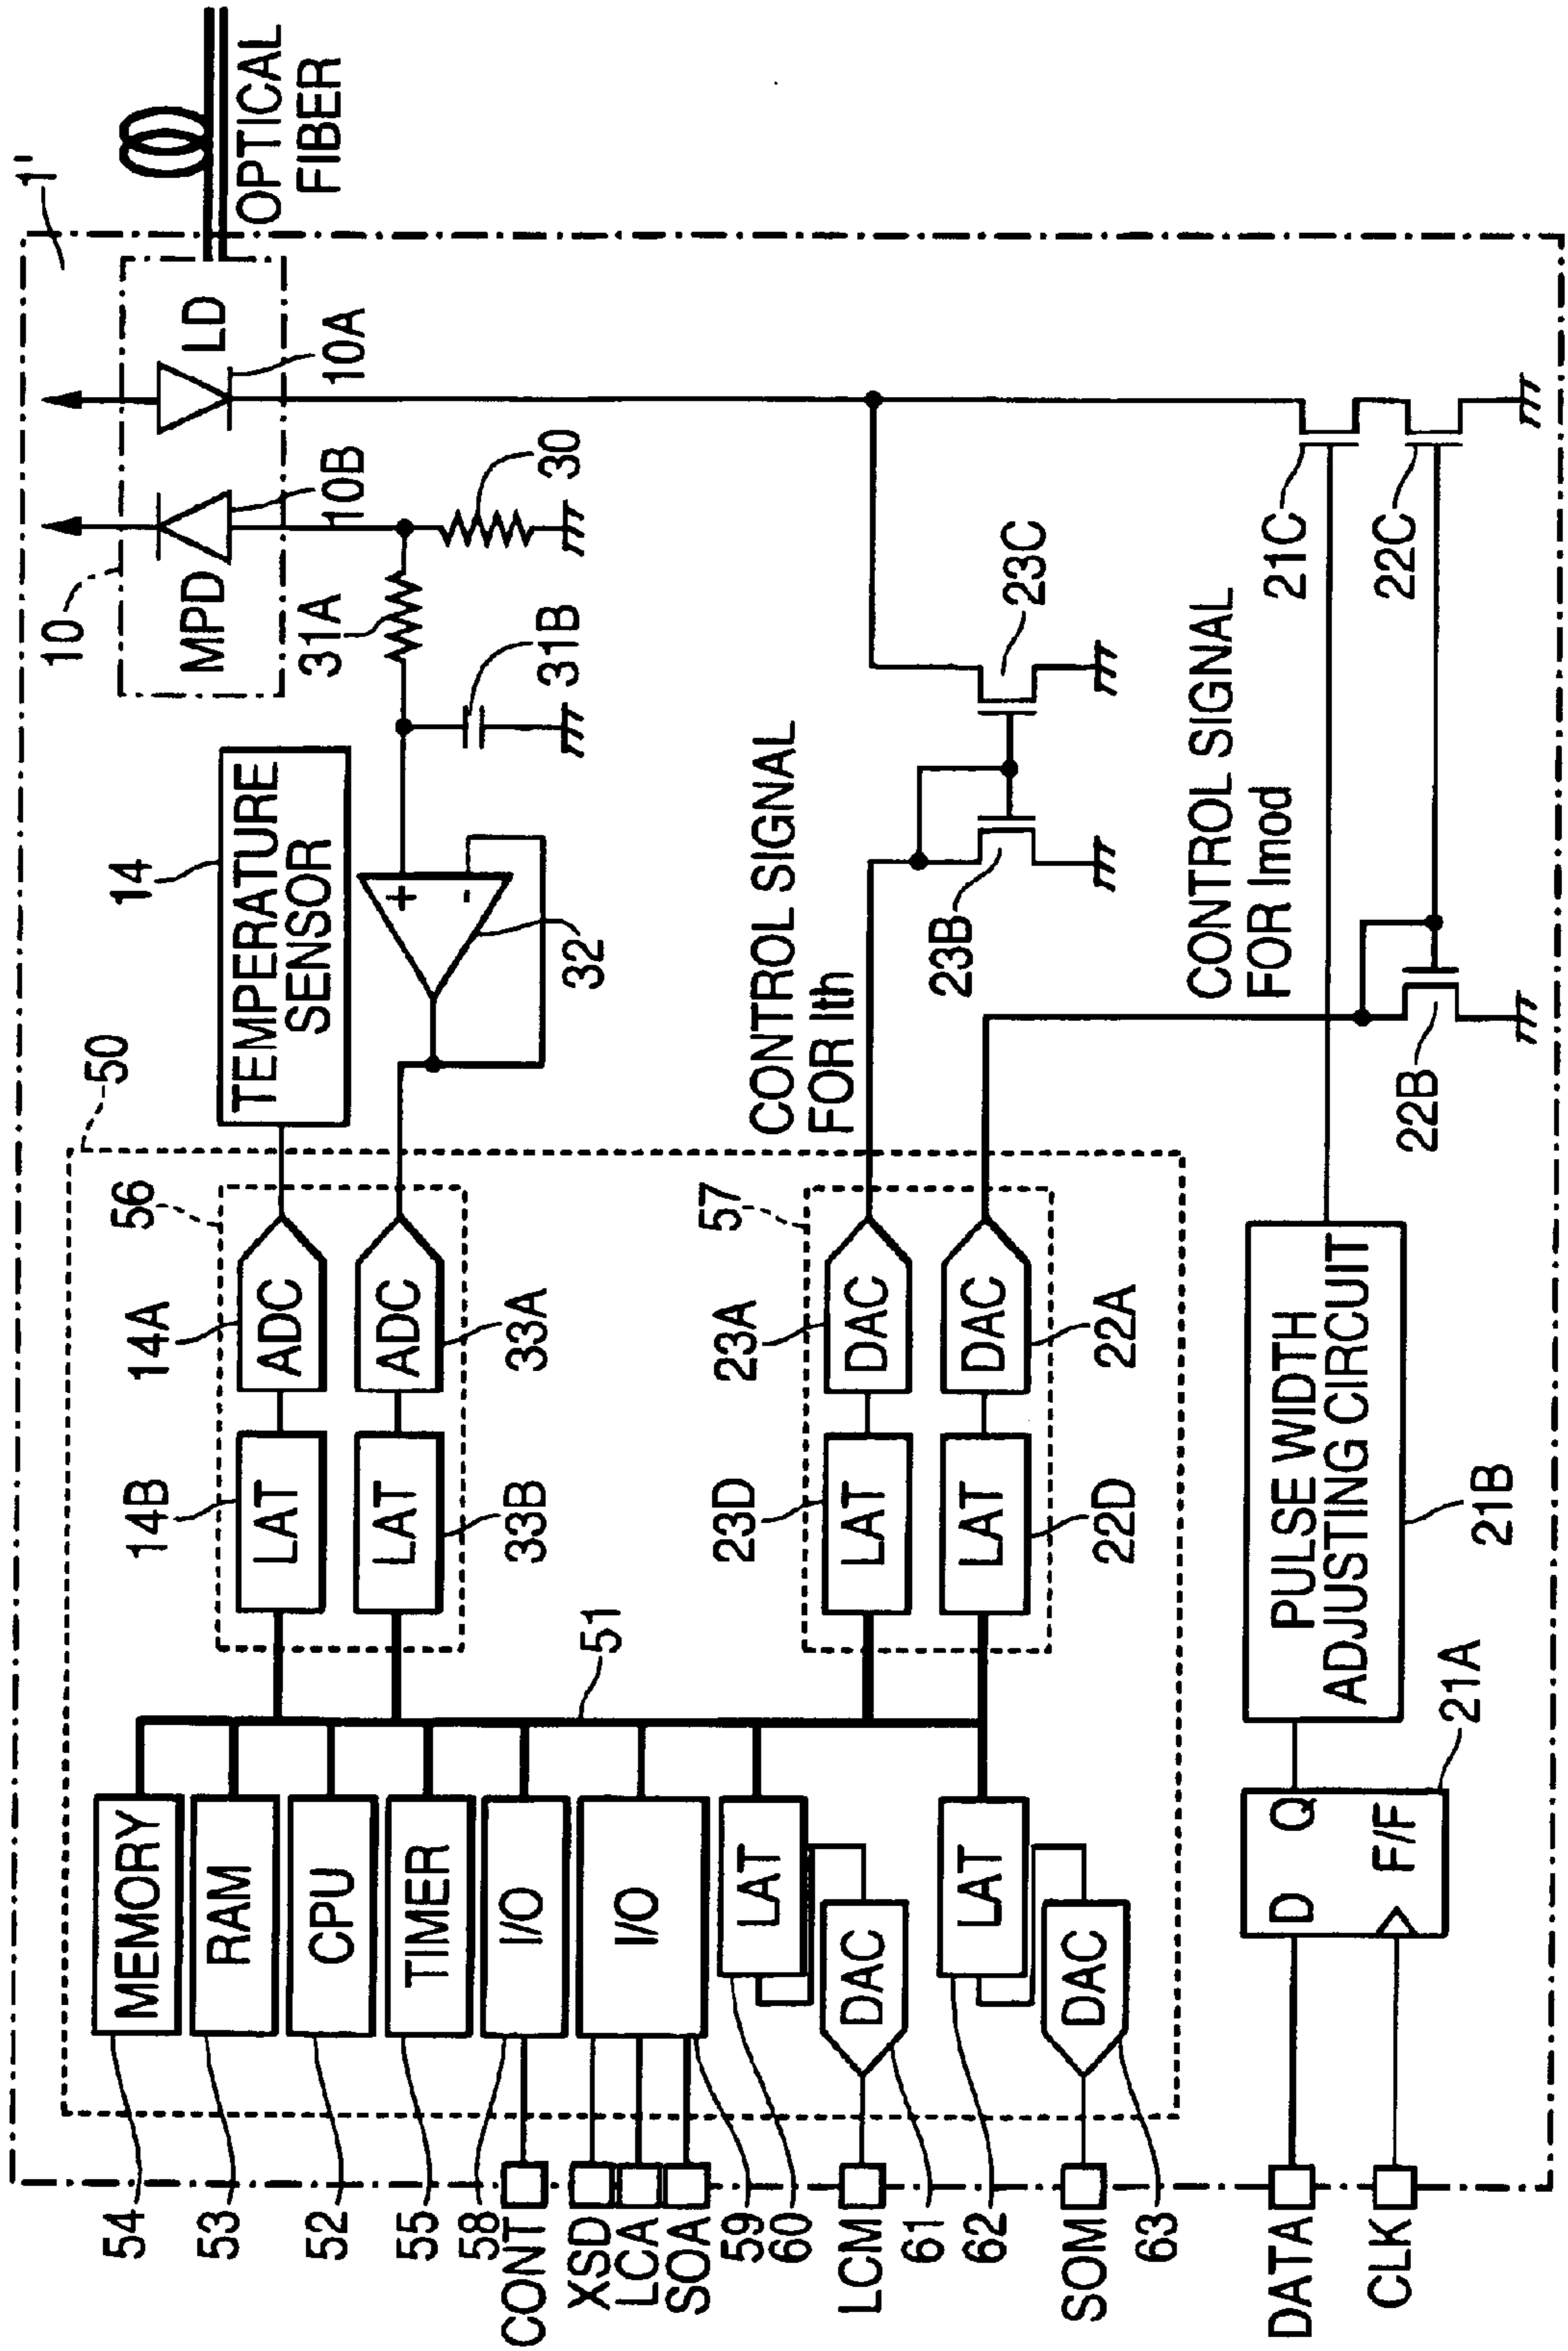 1'
OPTICAL
FIBER
10
MPD
LD
10A
10B
30
31A
31B
14
TEMPERATURE
SENSOR
+
-
32
50
56
14A
ADC
14B
LAT
ADC
33A
LAT
33B
51
57
23A
DAC
23D
LAT
DAC
22A
LAT
22D
CONTROL SIGNAL
FOR Ith
23B
23C
CONTROL SIGNAL
FOR Imod
21C
22C
22B
MEMORY
RAM
CPU
TIMER
I/O
I/O
LAT
DAC
LAT
DAC
54
53
52
55
58
CONT
XSD
LCA
SOA
59
60
LCM
61
62
SOM
63
DATA
CLK
D
Q
F/F
21A
PULSE WIDTH
ADJUSTING CIRCUIT
21B